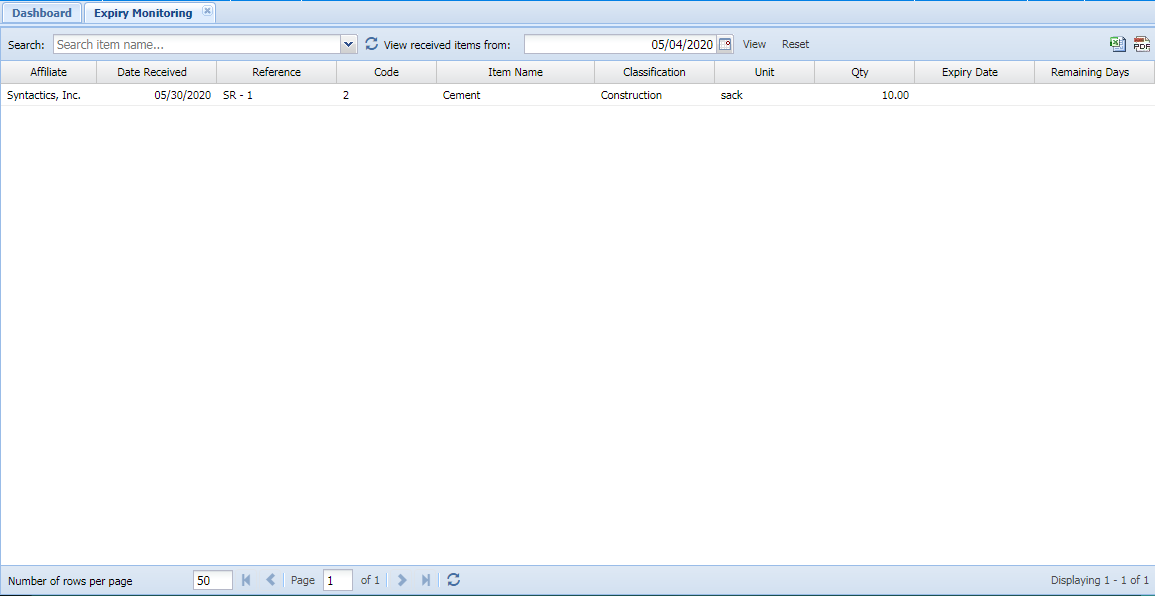 Dashboard Expiry Monitoring
Search: Search item name... View received items from: 05/04/2020 View Reset PDF
Affiliate Date Received Reference Code Item Name Classification Unit Qty Expiry Date Remaining Days
Syntactics, Inc. 05/30/2020 SR - 1 2 Cement Construction sack 10.00
Number of rows per page 50 Page 1 of 1 Displaying 1 - 1 of 1